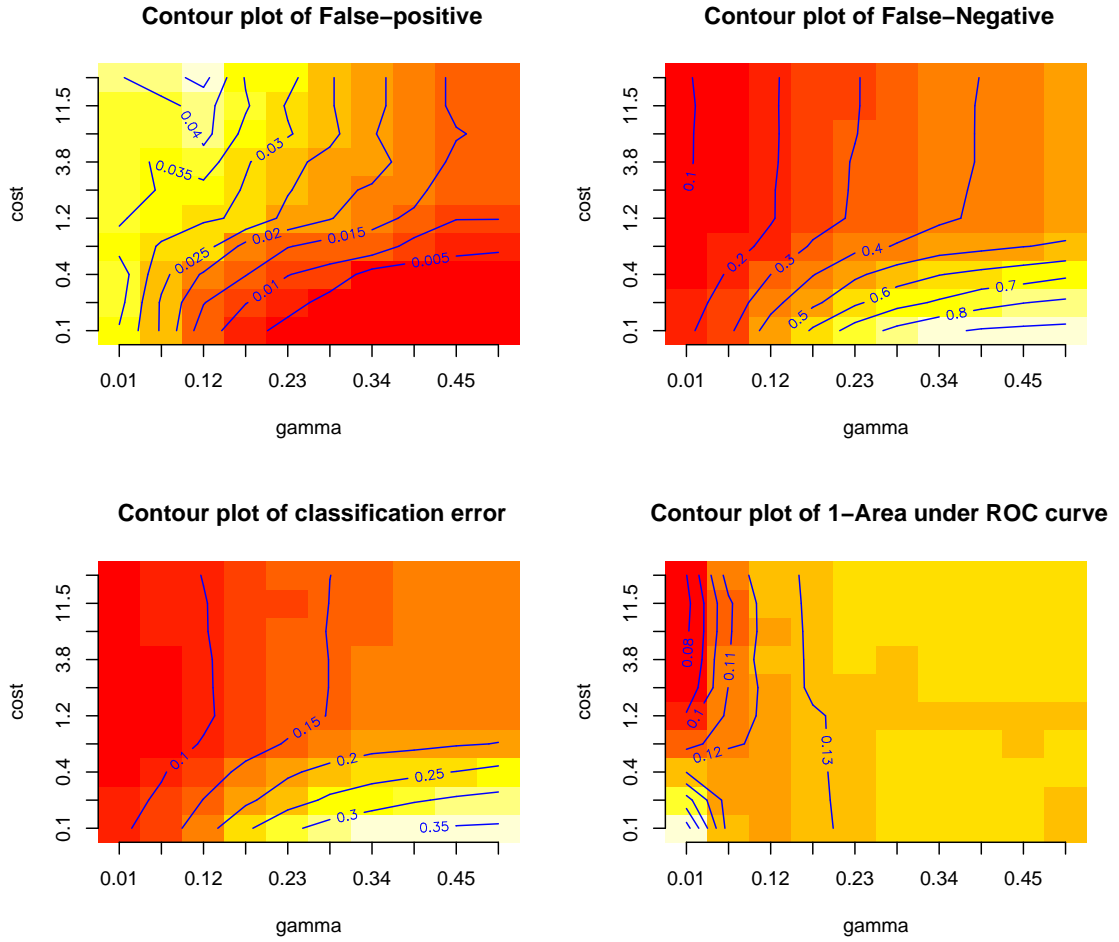 Contour plot of False−positive
0.04
0.035
0.03
0.025
0.02
0.015
0.01
0.005
cost
11.5
3.8
1.2
0.4
0.1
0.01 0.12 0.23 0.34 0.45
gamma
Contour plot of False−Negative
0.1
0.2
0.3
0.4
0.5
0.6
0.7
0.8
cost
11.5
3.8
1.2
0.4
0.1
0.01 0.12 0.23 0.34 0.45
gamma
Contour plot of classification error
0.1
0.15
0.2
0.25
0.3
0.35
cost
11.5
3.8
1.2
0.4
0.1
0.01 0.12 0.23 0.34 0.45
gamma
Contour plot of 1−Area under ROC curve
0.08
0.1
0.11
0.12
0.13
cost
11.5
3.8
1.2
0.4
0.1
0.01 0.12 0.23 0.34 0.45
gamma